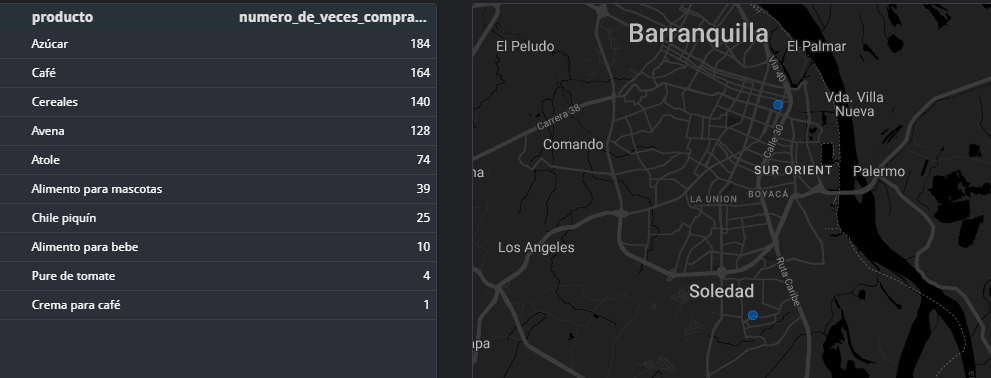 producto numero_de_veces_compra...
Azúcar 184
Café 164
Cereales 140
Avena 128
Atole 74
Alimento para mascotas 39
Chile piquín 25
Alimento para bebe 10
Pure de tomate 4
Crema para café 1
Barranquilla
El Peludo
El Palmar
Vía 40
Vda. Villa
Nueva
Carrera 38
Calle 30
Comando
na
SUR ORIENT
Palermo
BOYACÁ
LA UNION
Los Angeles
Ruta Caribe
Soledad
apa